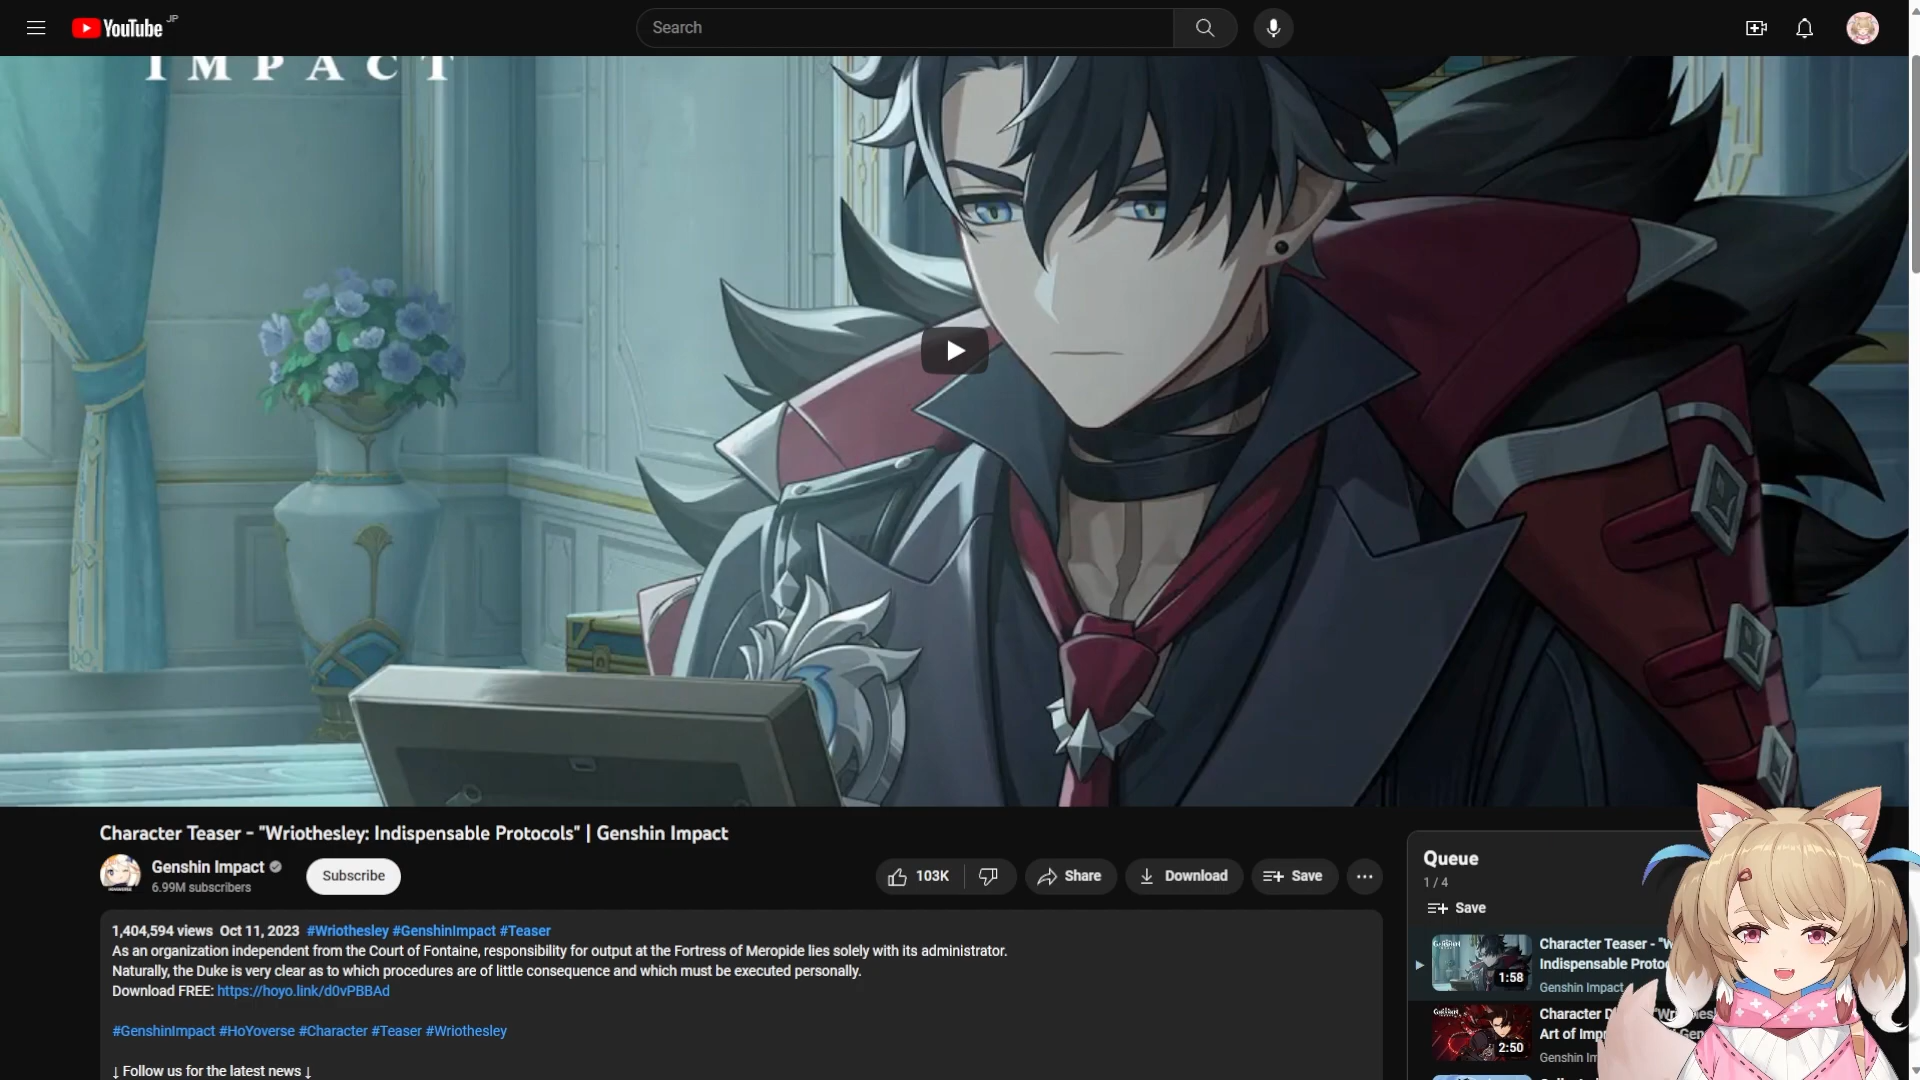 YouTube JP
Search
IMPACT
Character Teaser - "Wriothesley: Indispensable Protocols" | Genshin Impact
Genshin Impact
6.99M subscribers
Subscribe
103K
Share
Download
Save
1,404,594 views Oct 11, 2023 #Wriothesley #GenshinImpact #Teaser
As an organization independent from the Court of Fontaine, responsibility for output at the Fortress of Meropide lies solely with its administrator.
Naturally, the Duke is very clear as to which procedures are of little consequence and which must be executed personally.
Download FREE: https://hoyo.link/d0vPBBAd
#GenshinImpact #HoYoverse #Character #Teaser #Wriothesley
↓ Follow us for the latest news ↓
Queue
1 / 4
Save
1:58
Character Teaser - "W
Indispensable Proto
Genshin Impact
2:50
Character D
Art of Imp
Genshin Im